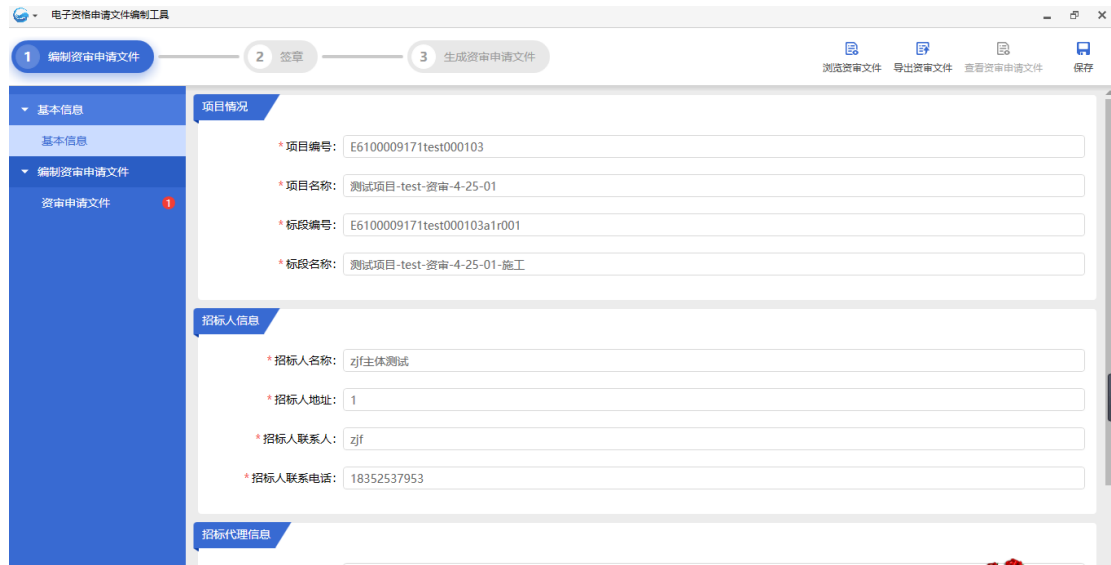 电子资格申请文件编制工具
1 编制资审申请文件
2 签章
3 生成资审申请文件
浏览资审文件 导出资审文件 查看资审申请文件 保存
基本信息
基本信息
编制资审申请文件
资审申请文件 1
项目情况
*项目编号: E6100009171test000103
*项目名称: 测试项目-test-资审-4-25-01
*标段编号: E6100009171test000103a1r001
*标段名称: 测试项目-test-资审-4-25-01-施工
招标人信息
*招标人名称: zjf主体测试
*招标人地址: 1
*招标人联系人: zjf
*招标人联系电话: 18352537953
招标代理信息